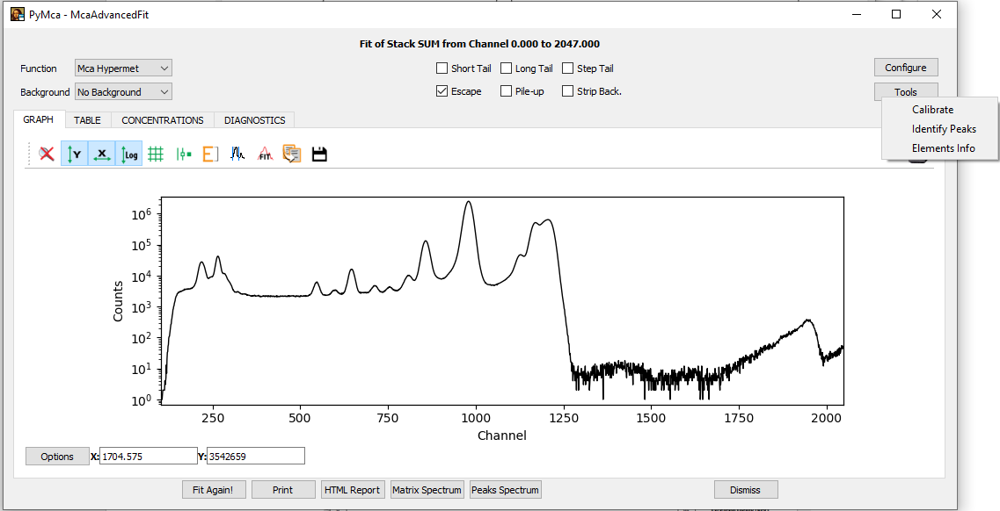 PyMca - McaAdvancedFit
Fit of Stack SUM from Channel 0.000 to 2047.000
Function Mca Hypermet Short Tail Long Tail Step Tail Configure
Background No Background Escape Pile-up Strip Back. Tools
Calibrate
Identify Peaks
Elements Info
GRAPH TABLE CONCENTRATIONS DIAGNOSTICS
Y X Log E FIT
10^6
10^5
10^4
10^3
10^2
10^1
10^0
Counts
250 500 750 1000 1250 1500 1750 2000
Channel
Options X: 1704.575 Y: 3542659
Fit Again! Print HTML Report Matrix Spectrum Peaks Spectrum Dismiss